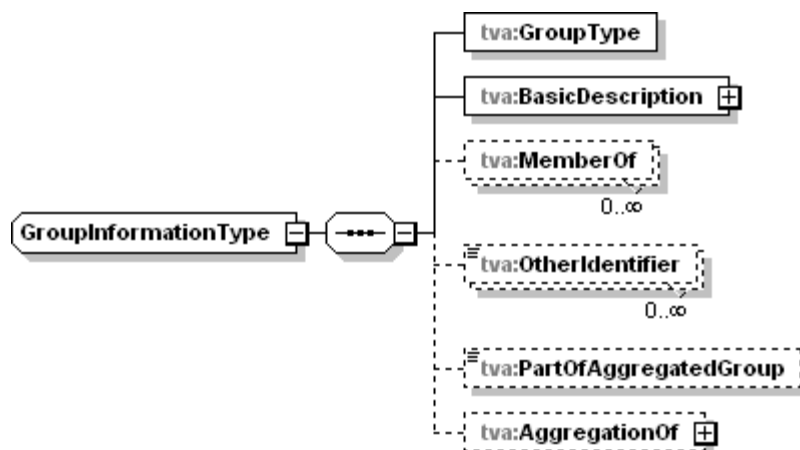 tva:GroupType
tva:BasicDescription
tva:MemberOf
0..∞
GroupInformationType
tva:OtherIdentifier
0..∞
tva:PartOfAggregatedGroup
tva:AggregationOf